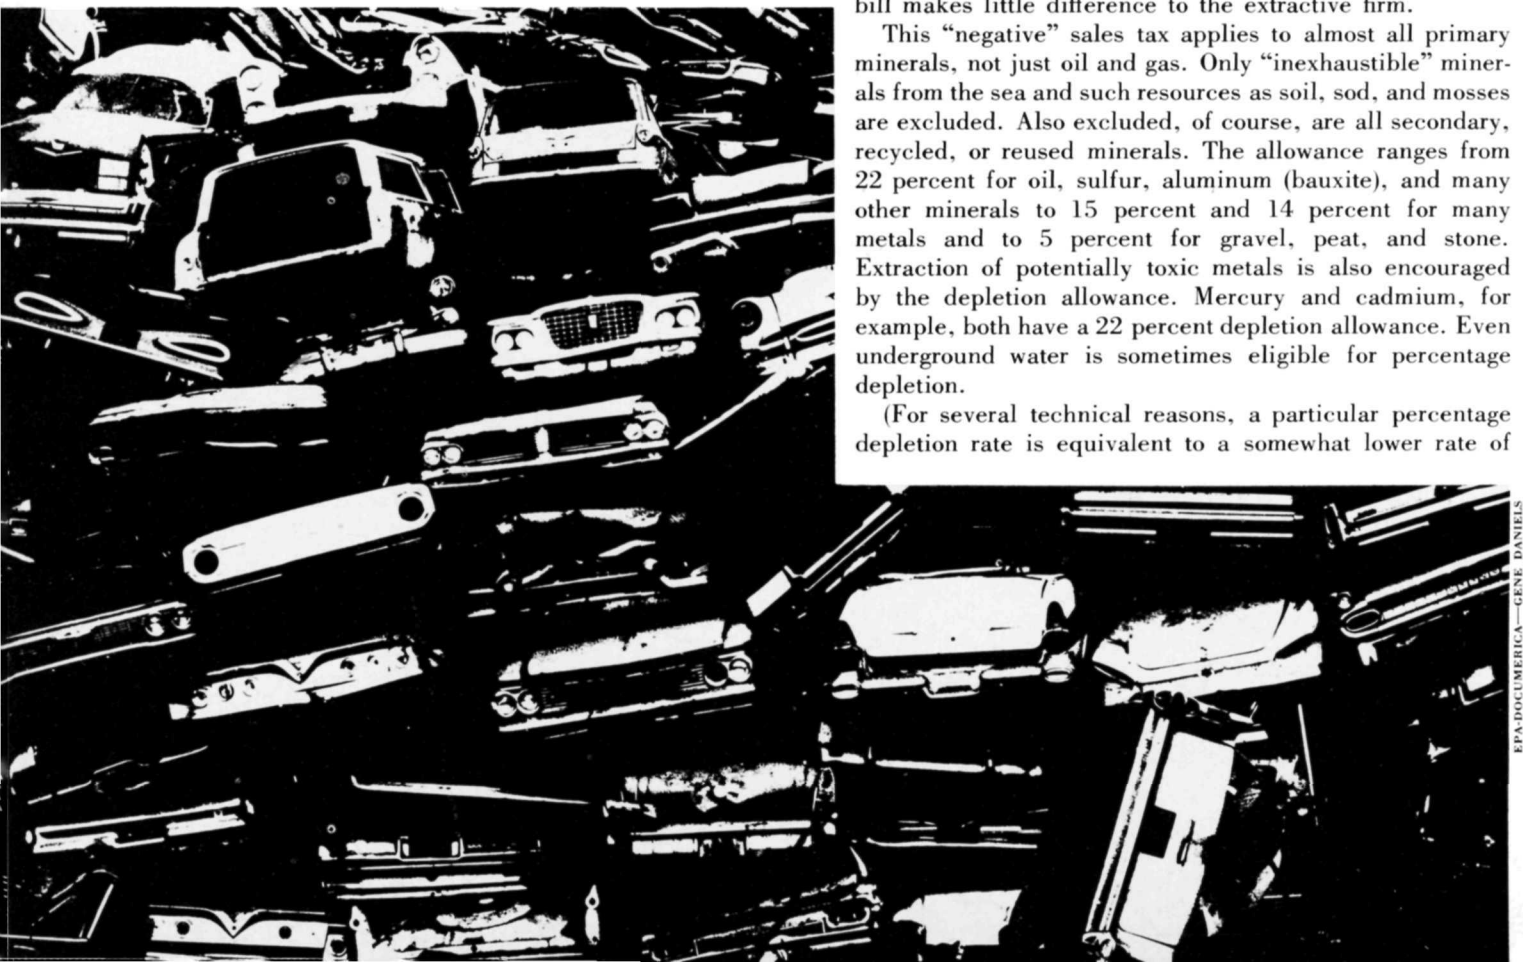 bill makes little difference to the extractive firm.
This “negative” sales tax applies to almost all primary
minerals, not just oil and gas. Only “inexhaustible” miner-
als from the sea and such resources as soil, sod, and mosses
are excluded. Also excluded, of course, are all secondary,
recycled, or reused minerals. The allowance ranges from
22 percent for oil, sulfur, aluminum (bauxite), and many
other minerals to 15 percent and 14 percent for many
metals and to 5 percent for gravel, peat, and stone.
Extraction of potentially toxic metals is also encouraged
by the depletion allowance. Mercury and cadmium, for
example, both have a 22 percent depletion allowance. Even
underground water is sometimes eligible for percentage
depletion.
(For several technical reasons, a particular percentage
depletion rate is equivalent to a somewhat lower rate of
EPA-DOCUMERICA—GENE DANIELS